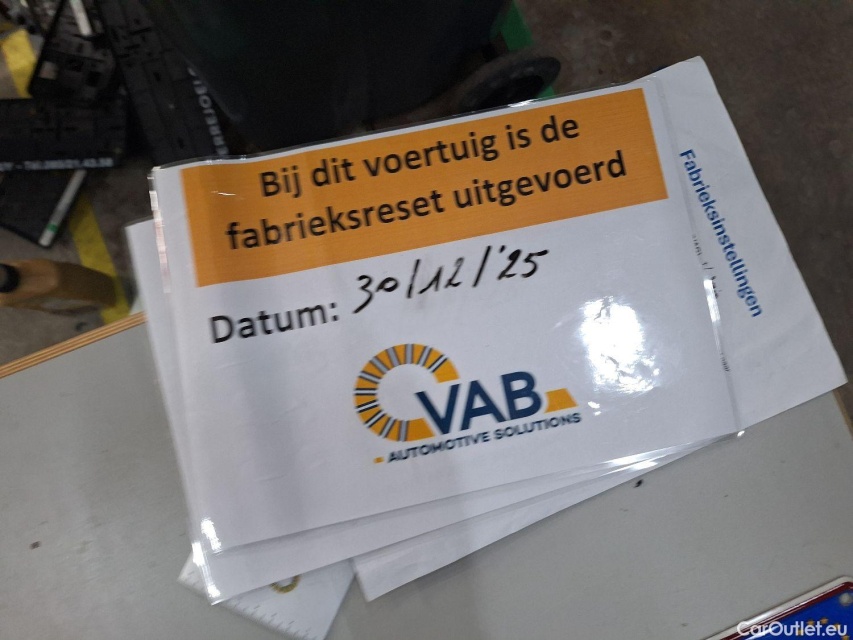 Bij dit voertuig is de
fabrieksreset uitgevoerd
Datum: 30/12/'25
VAB
AUTOMOTIVE SOLUTIONS
Fabrieksinstellingen
CarOutlet.eu